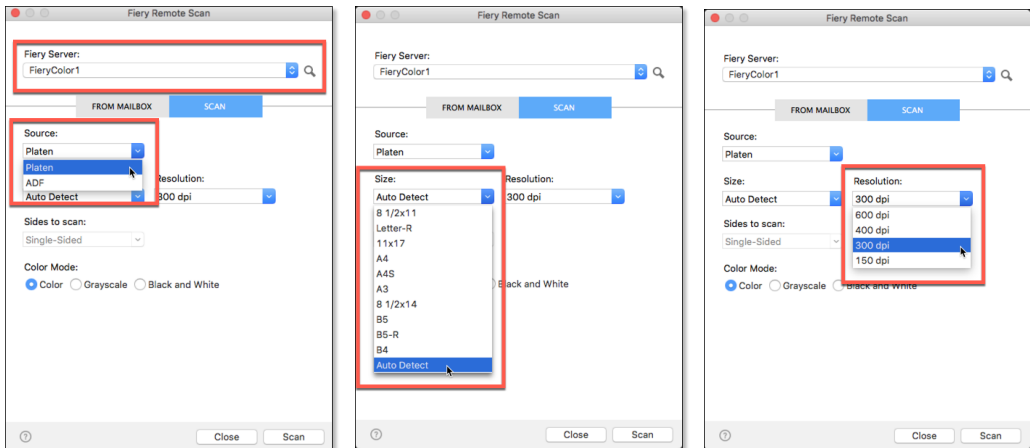 Fiery Remote Scan
Fiery Server:
FieryColor1
FROM MAILBOX SCAN
Source:
Platen
Platen
ADF
Resolution:
Auto Detect 300 dpi
Sides to scan:
Single-Sided
Color Mode:
Color Grayscale Black and White
Close Scan
Fiery Remote Scan
Fiery Server:
FieryColor1
FROM MAILBOX SCAN
Source:
Platen
Size: Resolution:
Auto Detect 300 dpi
8 1/2x11
Letter-R
11x17
A4
A4S
A3
8 1/2x14
B5
B5-R
B4
Auto Detect
Black and White
Close Scan
Fiery Remote Scan
Fiery Server:
FieryColor1
FROM MAILBOX SCAN
Source:
Platen
Size: Resolution:
Auto Detect 300 dpi
600 dpi
400 dpi
300 dpi
150 dpi
Sides to scan:
Single-Sided
Color Mode:
Color Grayscale Black and White
Close Scan